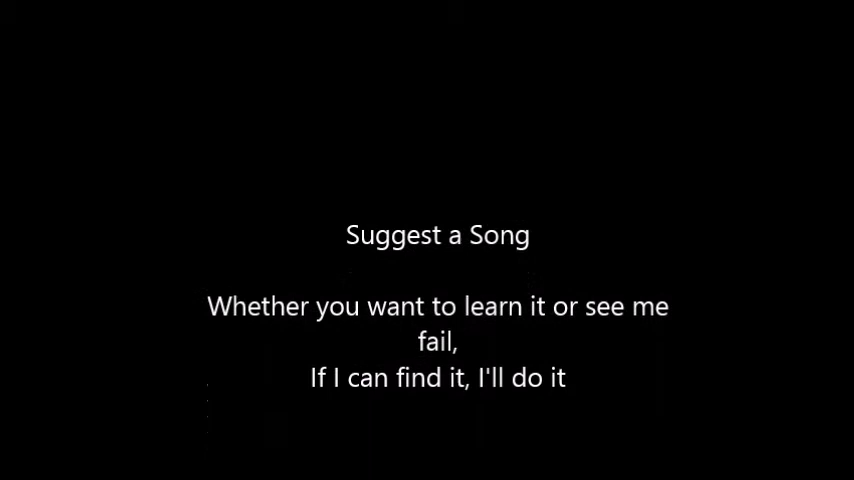 Suggest a Song
Whether you want to learn it or see me
fail,
If I can find it, I'll do it